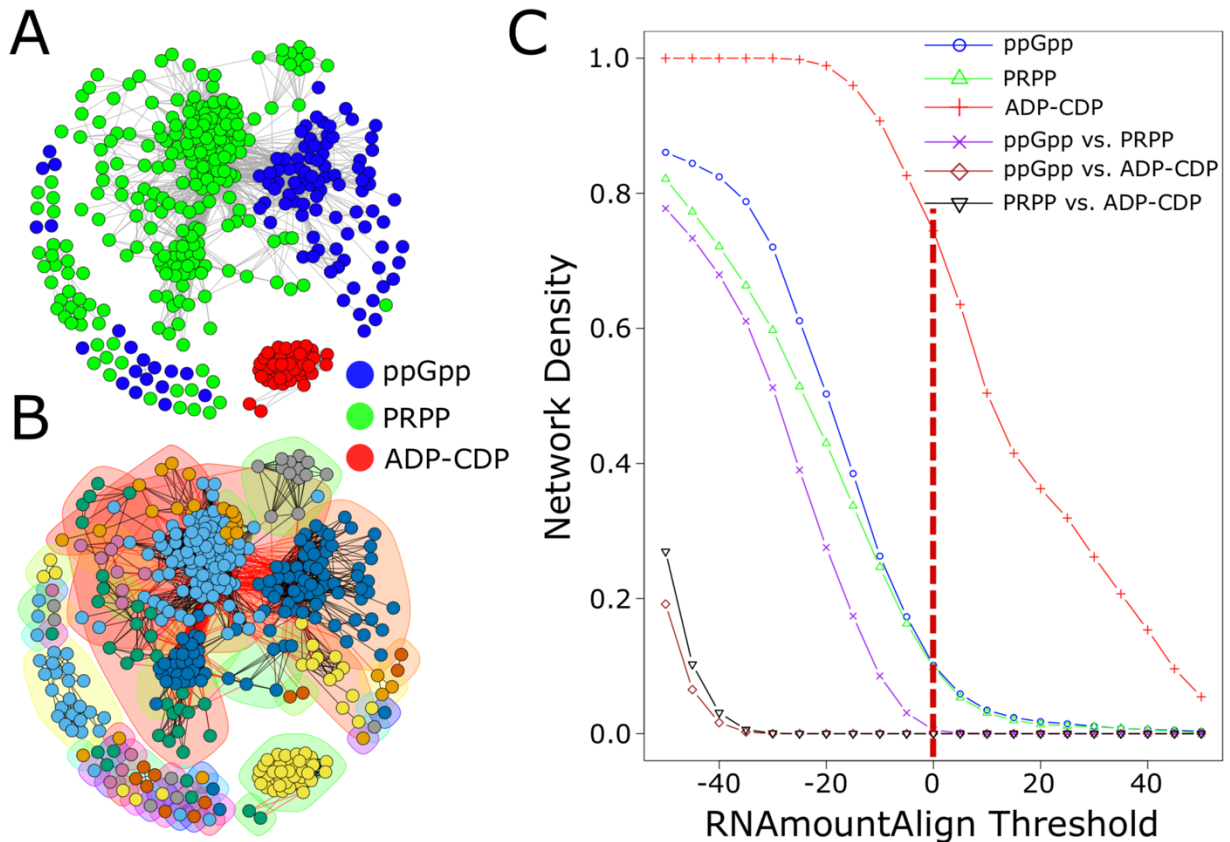 A
ppGpp
PRPP
ADP-CDP
B
C
ppGpp
PRPP
ADP-CDP
ppGpp vs. PRPP
ppGpp vs. ADP-CDP
PRPP vs. ADP-CDP
Network Density
1.0
0.8
0.6
0.4
0.2
0.0
-40 -20 0 20 40
RNAmountAlign Threshold